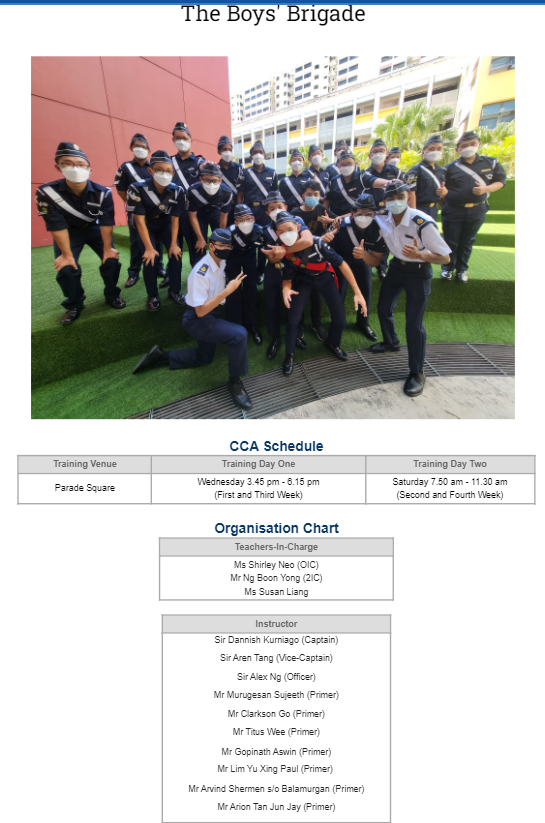 The Boys' Brigade
CCA Schedule
Training Venue Training Day One Training Day Two
Parade Square Wednesday 3.45 pm - 6.15 pm Saturday 7.50 am - 11.30 am
(First and Third Week) (Second and Fourth Week)
Organisation Chart
Teachers-In-Charge
Ms Shirley Neo (OIC)
Mr Ng Boon Yong (2IC)
Ms Susan Liang
Instructor
Sir Dannish Kurniago (Captain)
Sir Aren Tang (Vice-Captain)
Sir Alex Ng (Officer)
Mr Murugesan Sujeeth (Primer)
Mr Clarkson Go (Primer)
Mr Titus Wee (Primer)
Mr Gopinath Aswin (Primer)
Mr Lim Yu Xing Paul (Primer)
Mr Arvind Shermen s/o Balamurgan (Primer)
Mr Arion Tan Jun Jay (Primer)